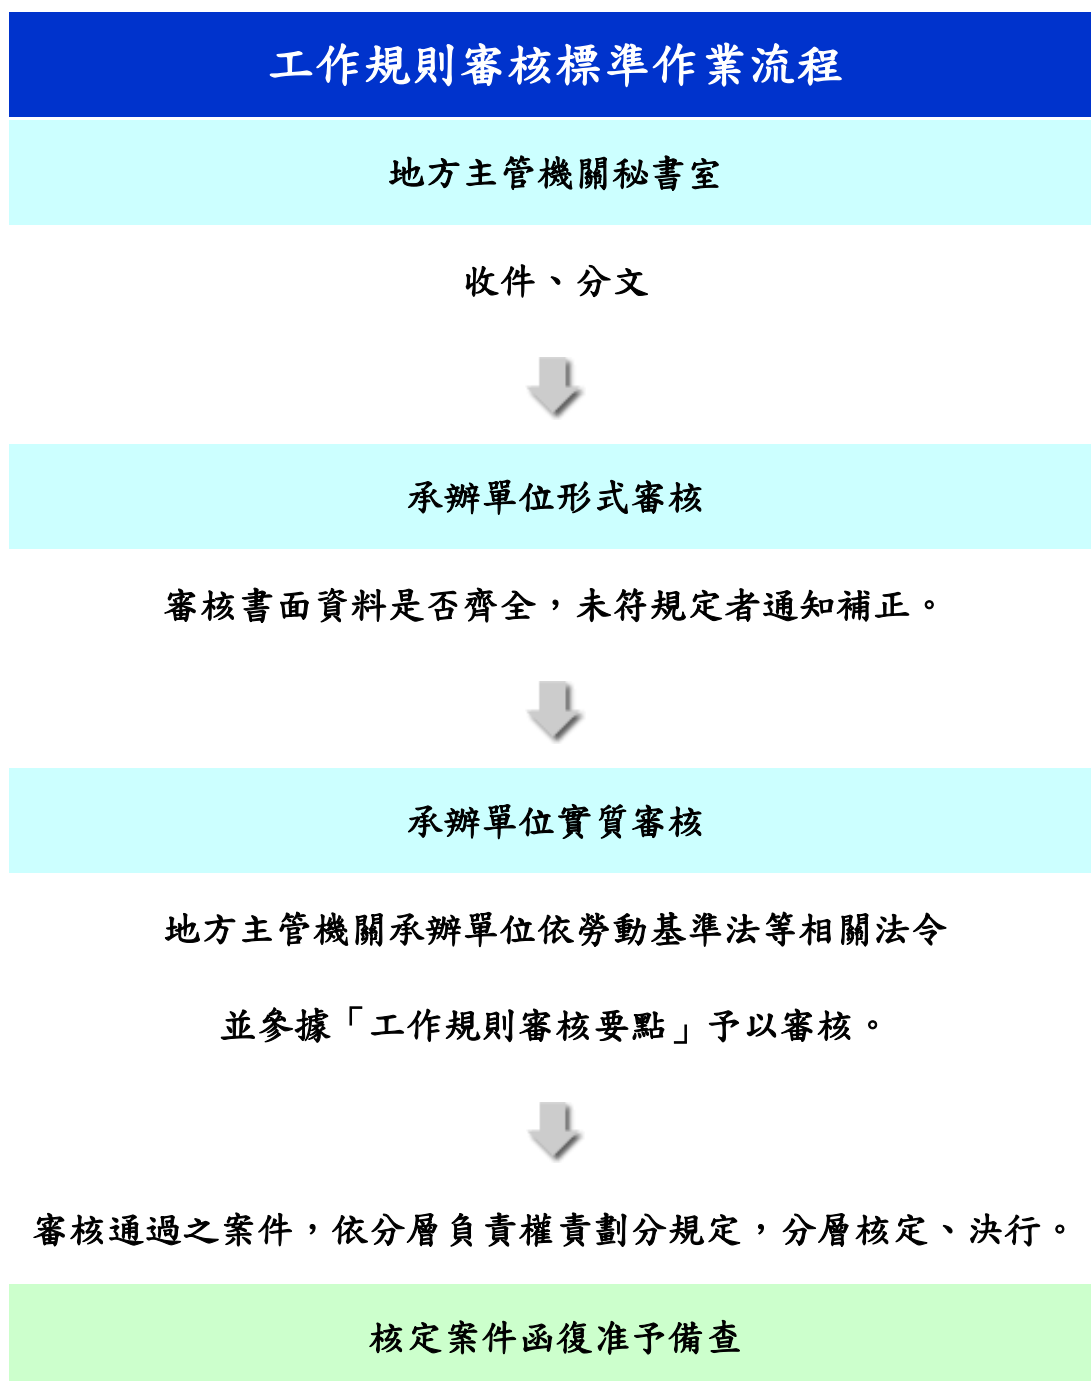 工作規則審核標準作業流程
地方主管機關秘書室
收件、分文
承辦單位形式審核
審核書面資料是否齊全，未符規定者通知補正。
承辦單位實質審核
地方主管機關承辦單位依勞動基準法等相關法令
並參據「工作規則審核要點」予以審核。
審核通過之案件，依分層負責權責劃分規定，分層核定、決行。
核定案件函復准予備查